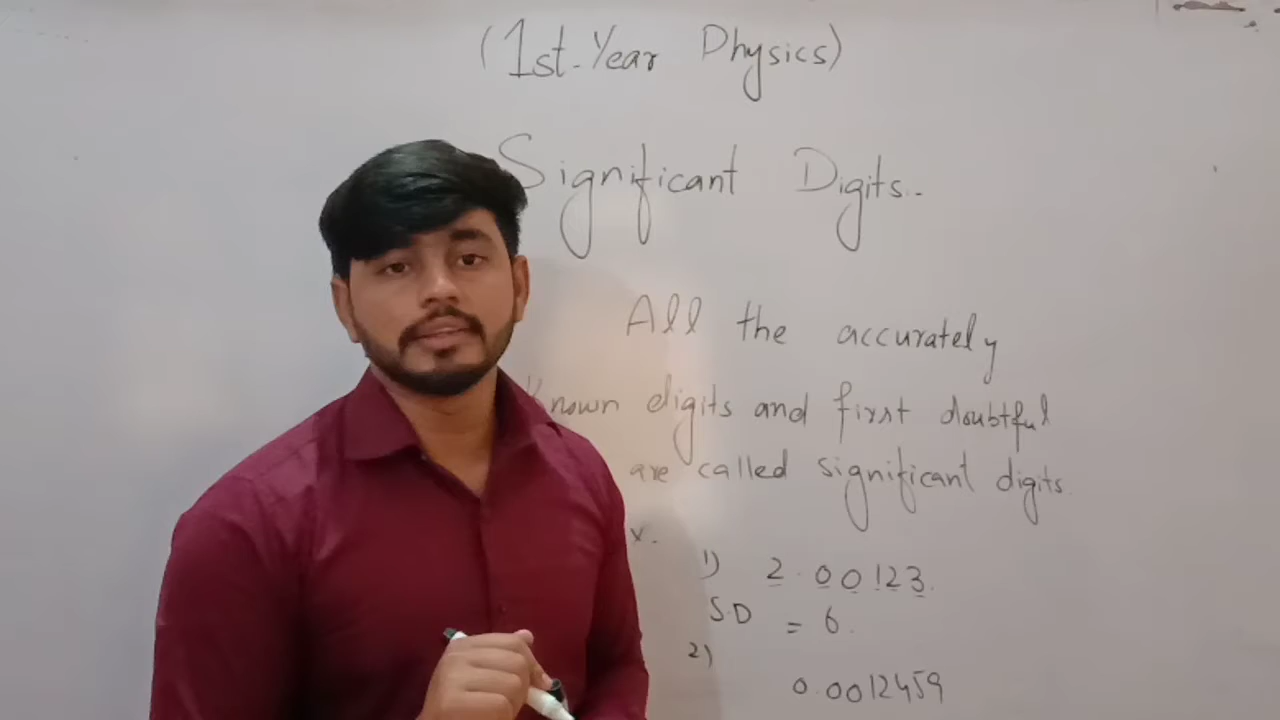 (1st-Year Physics)
Significant Digits..
All the accurately
Known digits and first doubtful
are called significant digits.
x.
1) 2.00123.
S.D = 6.
2)
0.0012459